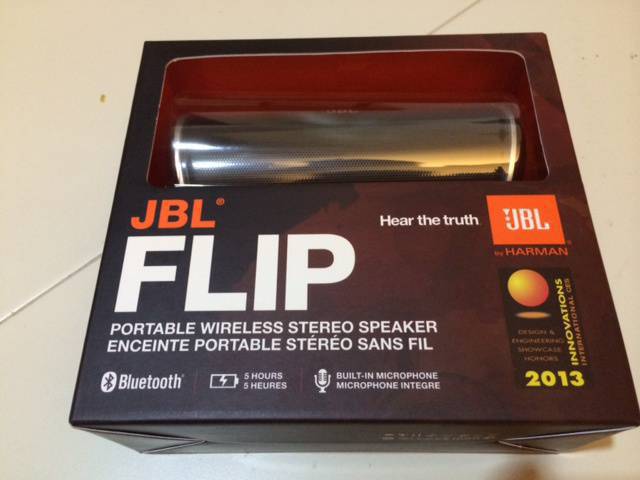 JBL
JBL®
FLIP
Hear the truth
JBL
by HARMAN
PORTABLE WIRELESS STEREO SPEAKER
ENCEINTE PORTABLE STÉRÉO SANS FIL
Bluetooth®
5 HOURS
5 HEURES
BUILT-IN MICROPHONE
MICROPHONE INTEGRE
INNOVATIONS
INTERNATIONAL CES
DESIGN &
ENGINEERING
SHOWCASE
HONORS
2013